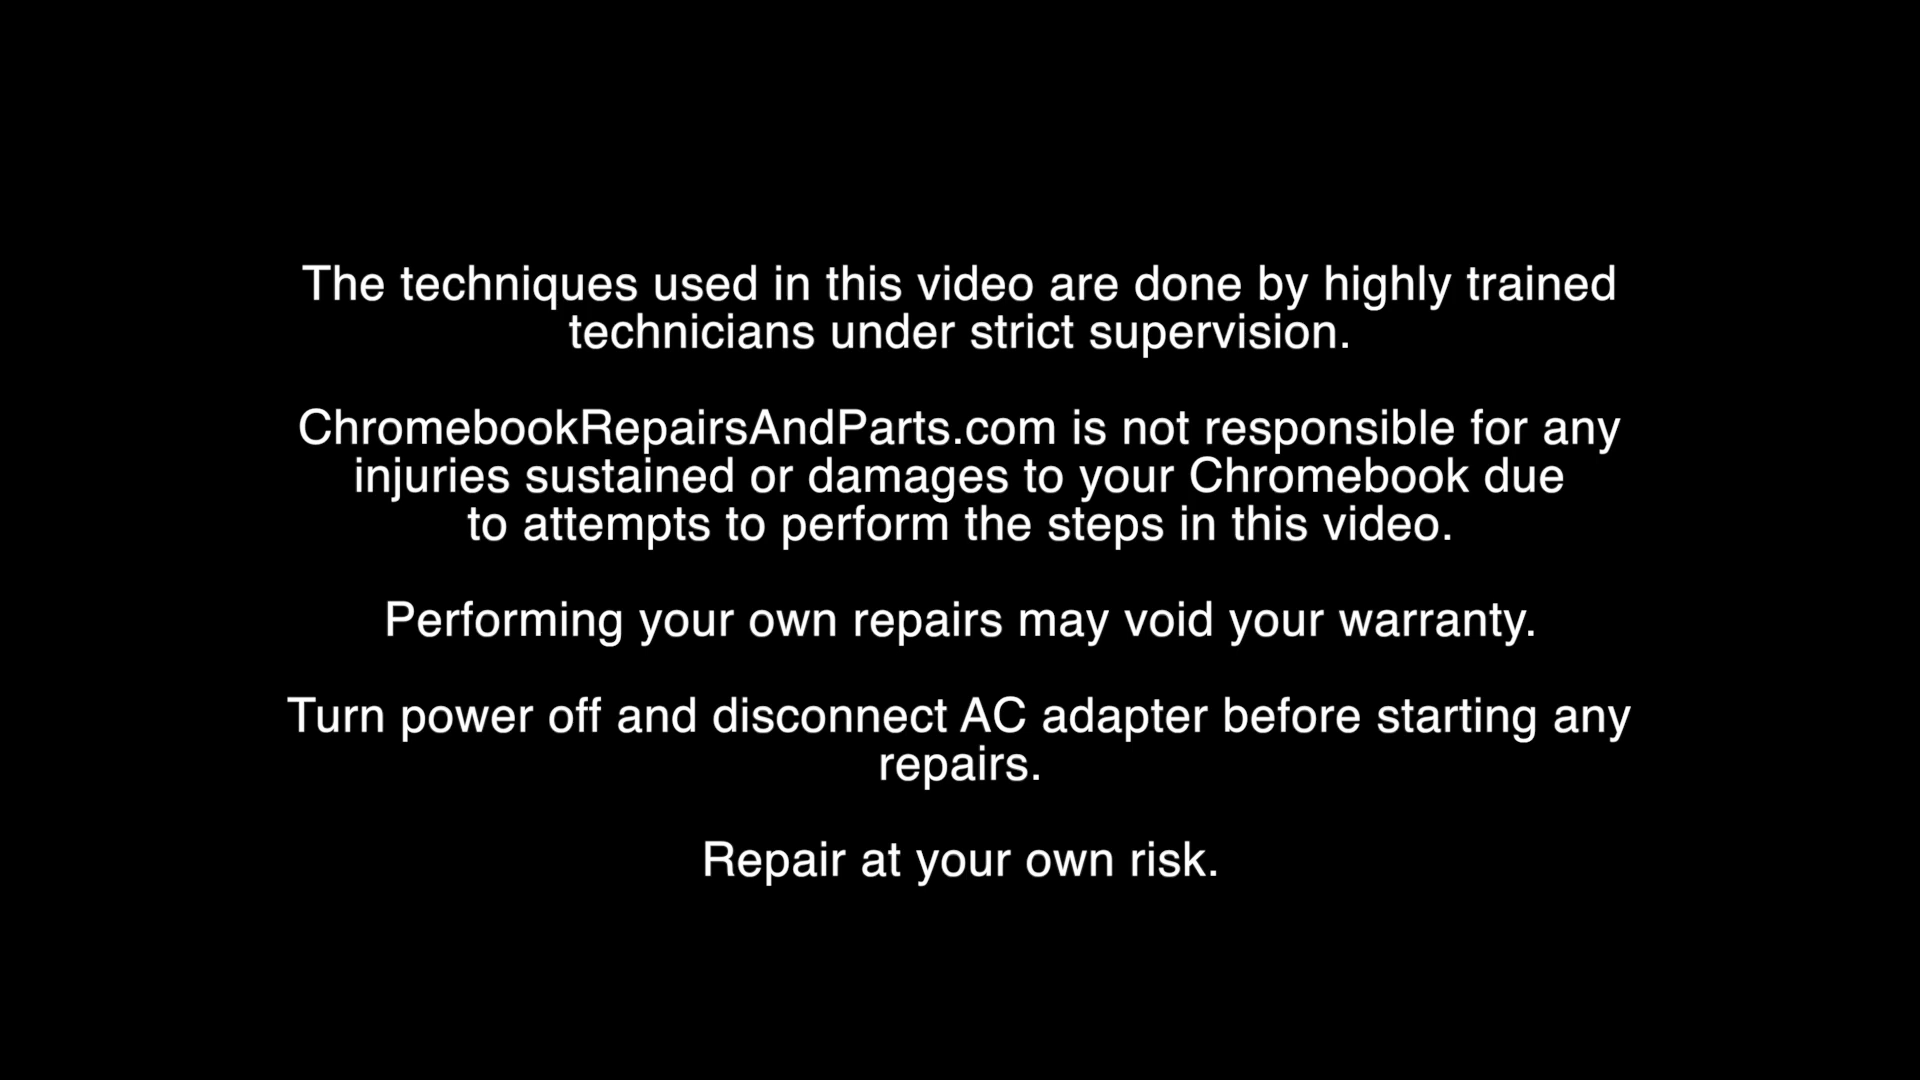 The techniques used in this video are done by highly trained
technicians under strict supervision.
ChromebookRepairsAndParts.com is not responsible for any
injuries sustained or damages to your Chromebook due
to attempts to perform the steps in this video.
Performing your own repairs may void your warranty.
Turn power off and disconnect AC adapter before starting any
repairs.
Repair at your own risk.